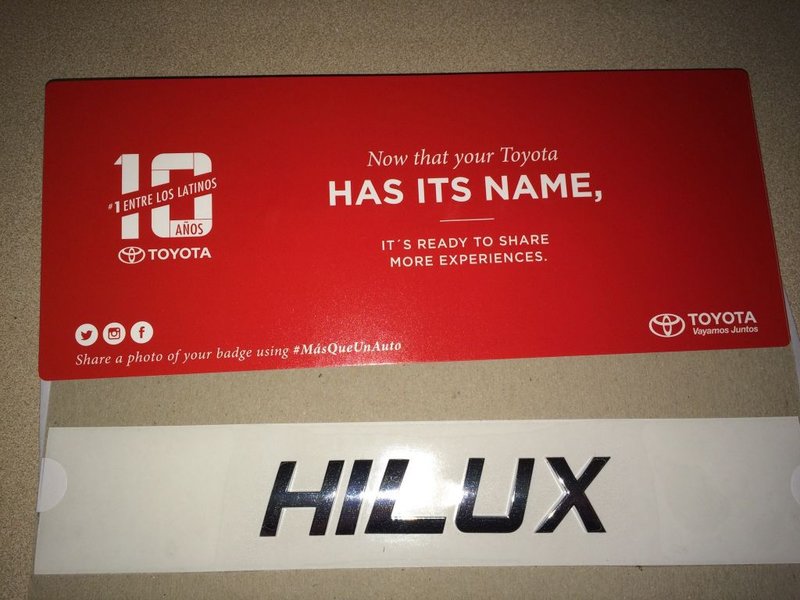 10
#1 ENTRE LOS LATINOS
AÑOS
TOYOTA
Now that your Toyota
HAS ITS NAME,
IT´S READY TO SHARE
MORE EXPERIENCES.
Share a photo of your badge using #MásQueUnAuto
TOYOTA
Vayamos Juntos
HILUX